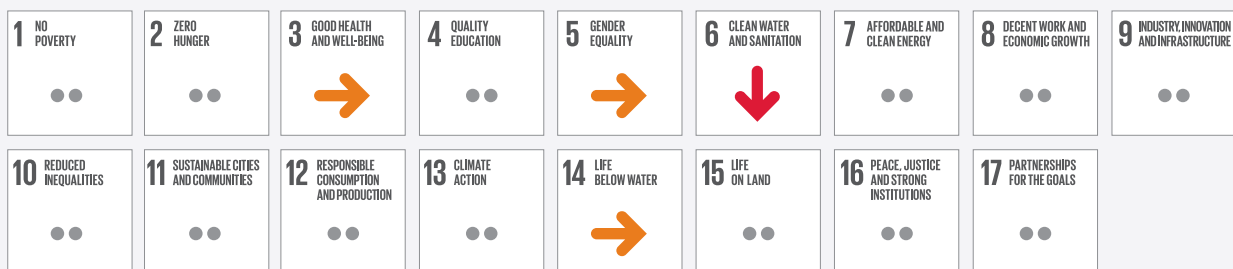 1 NO
POVERTY
2 ZERO
HUNGER
3 GOOD HEALTH
AND WELL-BEING
4 QUALITY
EDUCATION
5 GENDER
EQUALITY
6 CLEAN WATER
AND SANITATION
7 AFFORDABLE AND
CLEAN ENERGY
8 DECENT WORK AND
ECONOMIC GROWTH
9 INDUSTRY, INNOVATION
AND INFRASTRUCTURE
10 REDUCED
INEQUALITIES
11 SUSTAINABLE CITIES
AND COMMUNITIES
12 RESPONSIBLE
CONSUMPTION
AND PRODUCTION
13 CLIMATE
ACTION
14 LIFE
BELOW WATER
15 LIFE
ON LAND
16 PEACE, JUSTICE
AND STRONG
INSTITUTIONS
17 PARTNERSHIPS
FOR THE GOALS